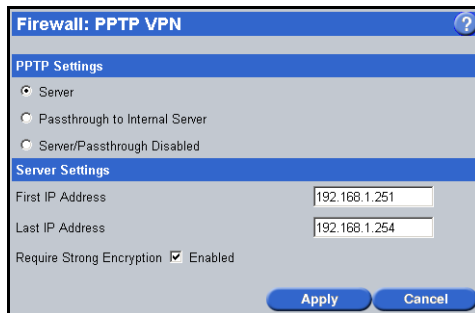 Firewall: PPTP VPN
?
PPTP Settings
Server
Passthrough to Internal Server
Server/Passthrough Disabled
Server Settings
First IP Address 192.168.1.251
Last IP Address 192.168.1.254
Require Strong Encryption Enabled
Apply Cancel